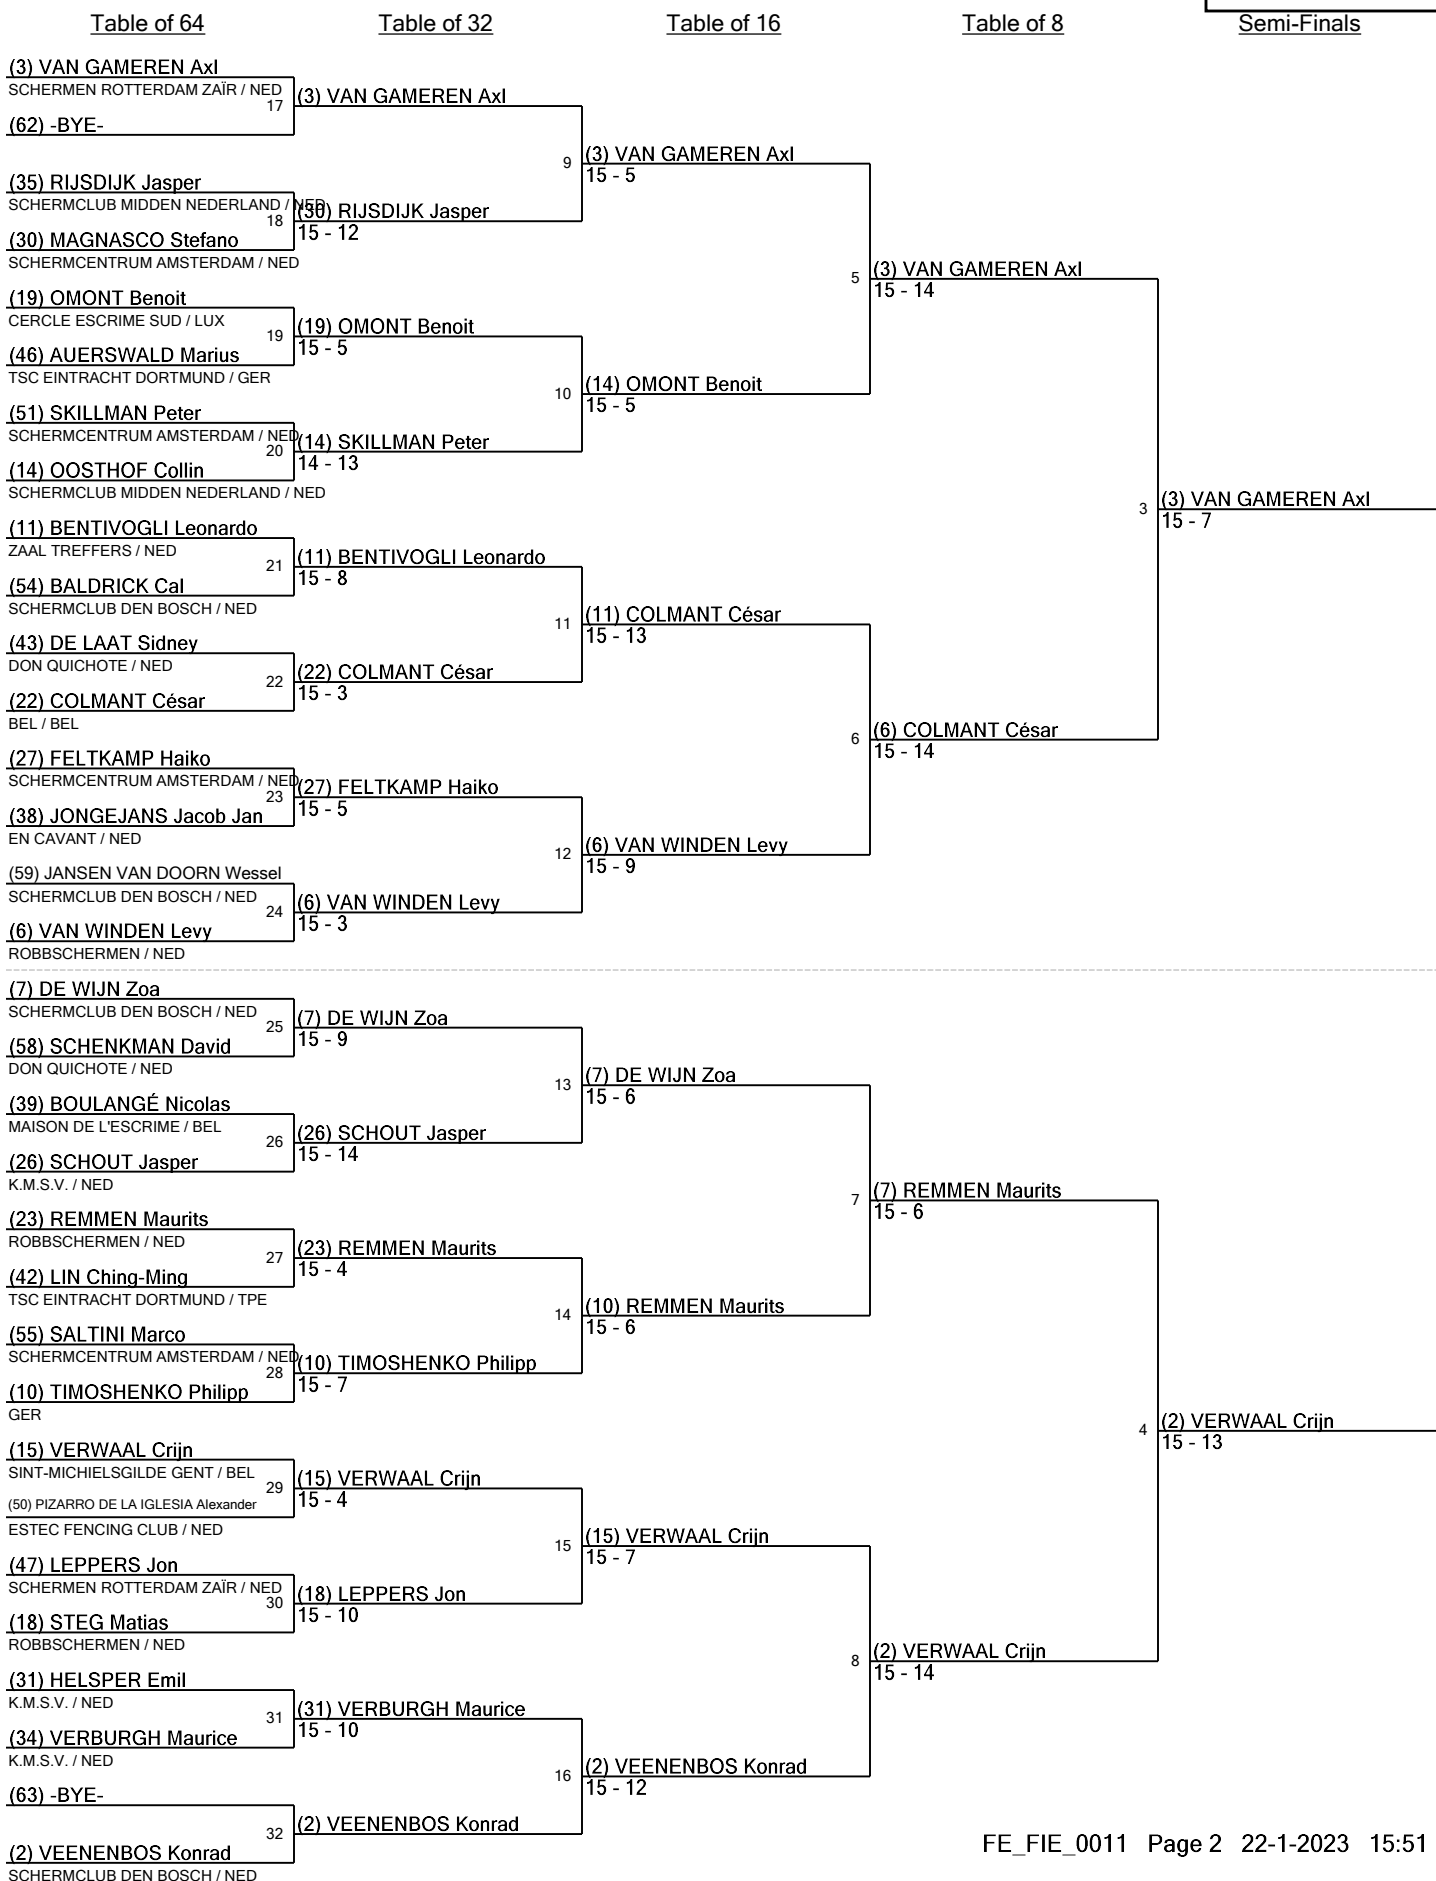 Table of 64
Table of 32
Table of 16
Table of 8
Semi-Finals
(3) VAN GAMEREN Axl
SCHERMEN ROTTERDAM ZAÏR / NED
17
(62) -BYE-
(35) RIJSDIJK Jasper
SCHERMCLUB MIDDEN NEDERLAND / NED
18
(30) MAGNASCO Stefano
SCHERMCENTRUM AMSTERDAM / NED
(19) OMONT Benoit
CERCLE ESCRIME SUD / LUX
19
(46) AUERSWALD Marius
TSC EINTRACHT DORTMUND / GER
(51) SKILLMAN Peter
SCHERMCENTRUM AMSTERDAM / NED
20
(14) OOSTHOF Collin
SCHERMCLUB MIDDEN NEDERLAND / NED
(11) BENTIVOGLI Leonardo
ZAAL TREFFERS / NED
21
(54) BALDRICK Cal
SCHERMCLUB DEN BOSCH / NED
(43) DE LAAT Sidney
DON QUICHOTE / NED
22
(22) COLMANT César
BEL / BEL
(27) FELTKAMP Haiko
SCHERMCENTRUM AMSTERDAM / NED
23
(38) JONGEJANS Jacob Jan
EN CAVANT / NED
(59) JANSEN VAN DOORN Wessel
SCHERMCLUB DEN BOSCH / NED
24
(6) VAN WINDEN Levy
ROBBSCHERMEN / NED
(7) DE WIJN Zoa
SCHERMCLUB DEN BOSCH / NED
25
(58) SCHENKMAN David
DON QUICHOTE / NED
(39) BOULANGÉ Nicolas
MAISON DE L'ESCRIME / BEL
26
(26) SCHOUT Jasper
K.M.S.V. / NED
(23) REMMEN Maurits
ROBBSCHERMEN / NED
27
(42) LIN Ching-Ming
TSC EINTRACHT DORTMUND / TPE
(55) SALTINI Marco
SCHERMCENTRUM AMSTERDAM / NED
28
(10) TIMOSHENKO Philipp
GER
(15) VERWAAL Crijn
SINT-MICHIELSGILDE GENT / BEL
29
(50) PIZARRO DE LA IGLESIA Alexander
ESTEC FENCING CLUB / NED
(47) LEPPERS Jon
SCHERMEN ROTTERDAM ZAÏR / NED
30
(18) STEG Matias
ROBBSCHERMEN / NED
(31) HELSPER Emil
K.M.S.V. / NED
31
(34) VERBURGH Maurice
K.M.S.V. / NED
(63) -BYE-
32
(2) VEENENBOS Konrad
SCHERMCLUB DEN BOSCH / NED
(3) VAN GAMEREN Axl
9
(30) RIJSDIJK Jasper
15 - 12
(19) OMONT Benoit
15 - 5
10
(14) SKILLMAN Peter
14 - 13
(11) BENTIVOGLI Leonardo
15 - 8
11
(22) COLMANT César
15 - 3
(27) FELTKAMP Haiko
15 - 5
12
(6) VAN WINDEN Levy
15 - 3
(7) DE WIJN Zoa
15 - 9
13
(26) SCHOUT Jasper
15 - 14
(23) REMMEN Maurits
15 - 4
14
(10) TIMOSHENKO Philipp
15 - 7
(15) VERWAAL Crijn
15 - 4
15
(18) LEPPERS Jon
15 - 10
(31) VERBURGH Maurice
15 - 10
16
(2) VEENENBOS Konrad
(3) VAN GAMEREN Axl
15 - 5
5
(14) OMONT Benoit
15 - 5
(11) COLMANT César
15 - 13
6
(6) VAN WINDEN Levy
15 - 9
(7) DE WIJN Zoa
15 - 6
7
(10) REMMEN Maurits
15 - 6
(15) VERWAAL Crijn
15 - 7
8
(2) VEENENBOS Konrad
15 - 12
(3) VAN GAMEREN Axl
15 - 14
3
(6) COLMANT César
15 - 14
(7) REMMEN Maurits
15 - 6
4
(2) VERWAAL Crijn
15 - 14
(3) VAN GAMEREN Axl
15 - 7
(2) VERWAAL Crijn
15 - 13
FE_FIE_0011 Page 2 22-1-2023 15:51